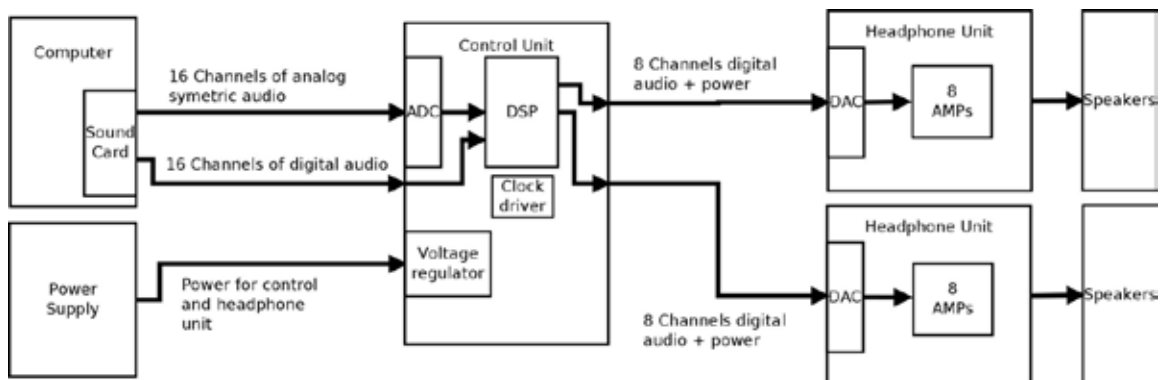 Computer
Sound
Card
16 Channels of analog
symetric audio
16 Channels of digital audio
Power
Supply
Power for control
and headphone
unit
Control Unit
ADC
DSP
Clock
driver
Voltage
regulator
8 Channels digital
audio + power
8 Channels digital
audio + power
Headphone Unit
DAC
8
AMPs
Speakers
Headphone Unit
DAC
8
AMPs
Speakers